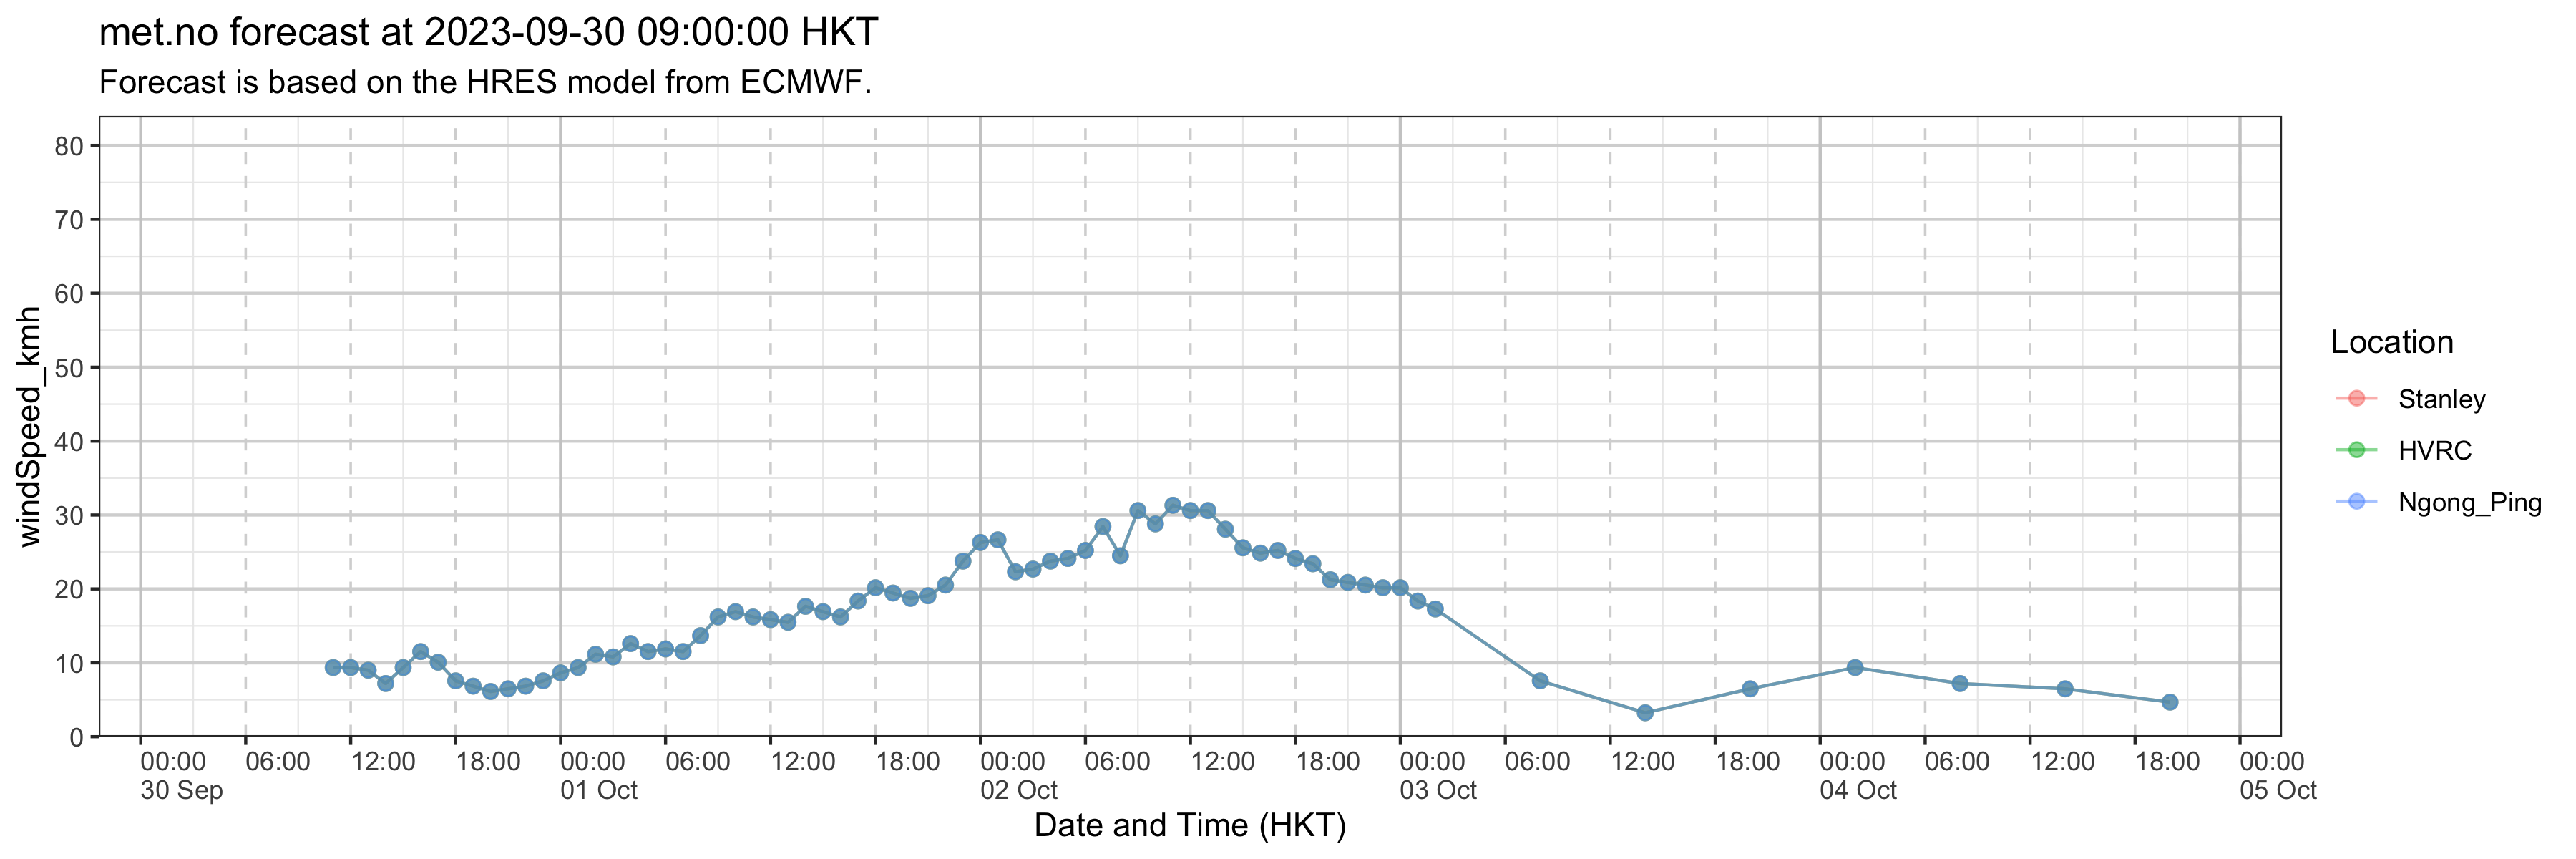 met.no forecast at 2023-09-30 09:00:00 HKT
Forecast is based on the HRES model from ECMWF.
windSpeed_kmh
80
70
60
50
40
30
20
10
0
00:00 06:00 12:00 18:00 00:00 06:00 12:00 18:00 00:00 06:00 12:00 18:00 00:00 06:00 12:00 18:00 00:00 06:00 12:00 18:00 00:00
30 Sep 01 Oct 02 Oct 03 Oct 04 Oct 05 Oct
Date and Time (HKT)
Location
Stanley
HVRC
Ngong_Ping